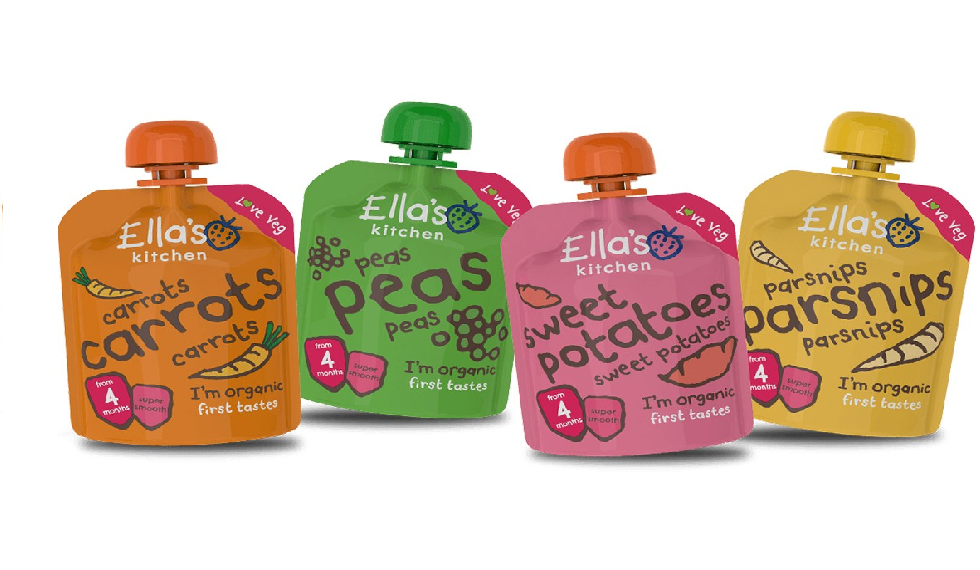 Love Veg
Ella's
kitchen
carrots
carrots
carrots
from
4
months
super
smooth
I'm organic
first tastes
Love Veg
Ella's
kitchen
peas
peas
peas
from
4
months
super
smooth
I'm organic
first tastes
Love Veg
Ella's
kitchen
sweet
potatoes
sweet potatoes
from
4
months
super
smooth
I'm organic
first tastes
Love Veg
Ella's
kitchen
parsnips
parsnips
parsnips
from
4
months
super
smooth
I'm organic
first tastes